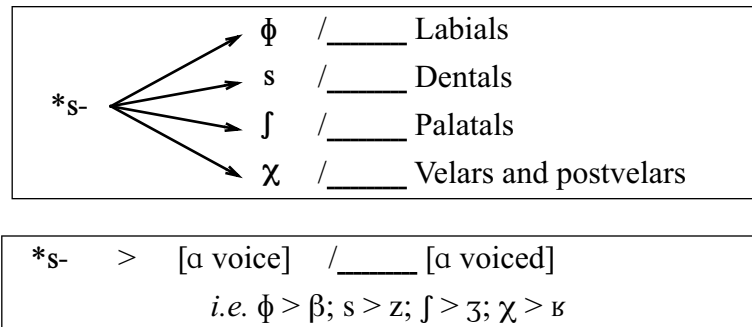 ɸ /_____ Labials
s /_____ Dentals
*s-
ʃ /_____ Palatals
χ /_____ Velars and postvelars
*s- > [ɑ voice] /_____ [ɑ voiced]
i.e. ɸ > β; s > z; ʃ > ʒ; χ > ʁ